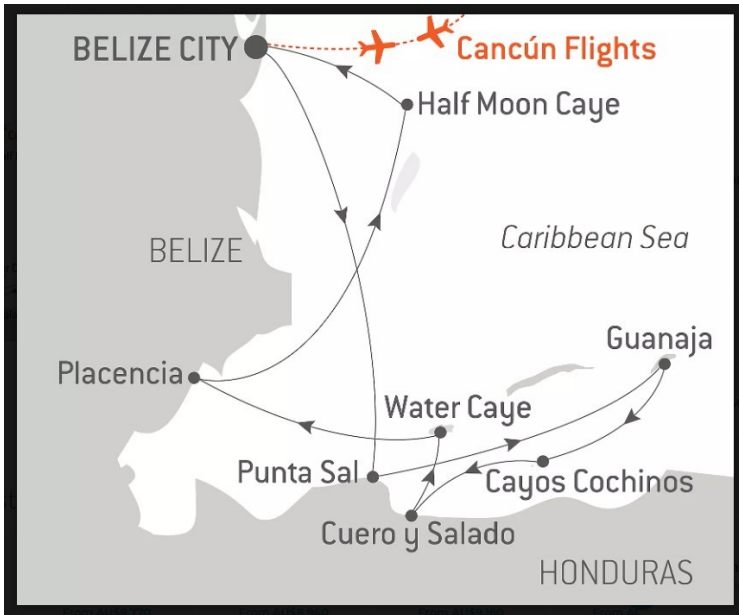 BELIZE CITY
Cancún Flights
Half Moon Caye
Caribbean Sea
BELIZE
Guanaja
Placencia
Water Caye
Punta Sal
Cayos Cochinos
Cuero y Salado
HONDURAS